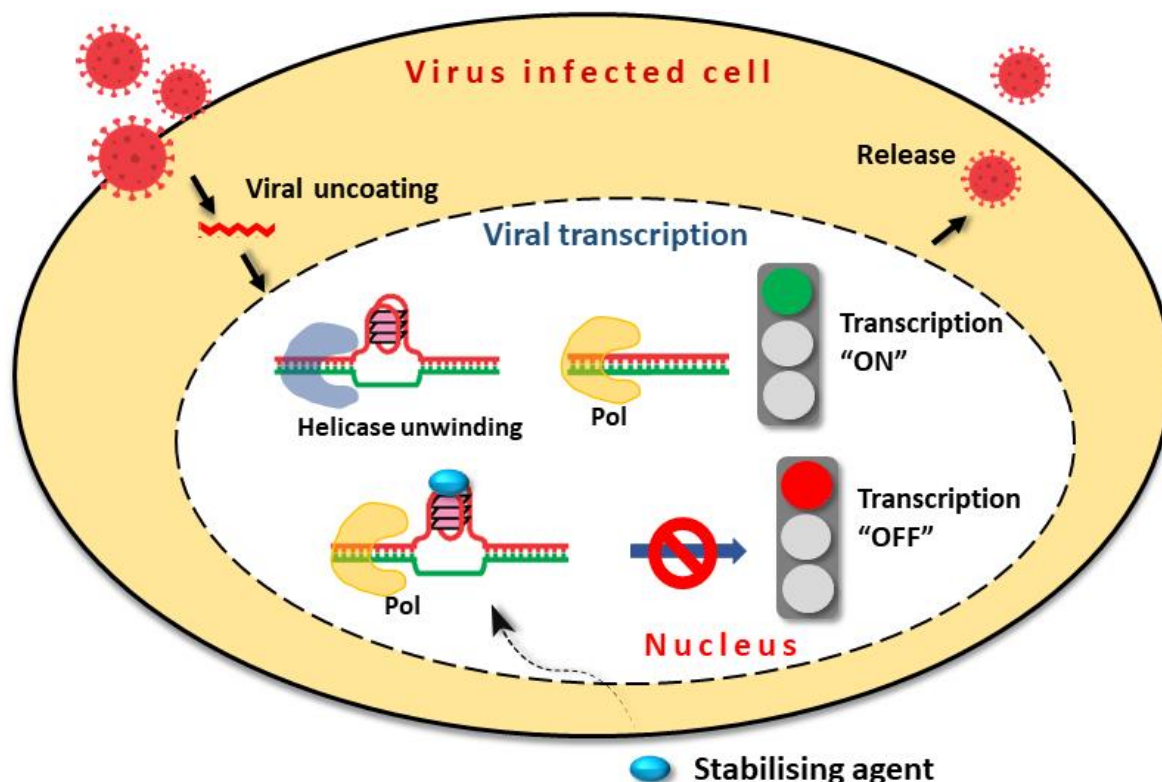 Virus infected cell
Release
Viral uncoating
Viral transcription
Transcription
“ON”
Helicase unwinding
Pol
Transcription
“OFF”
Pol
Nucleus
Stabilising agent